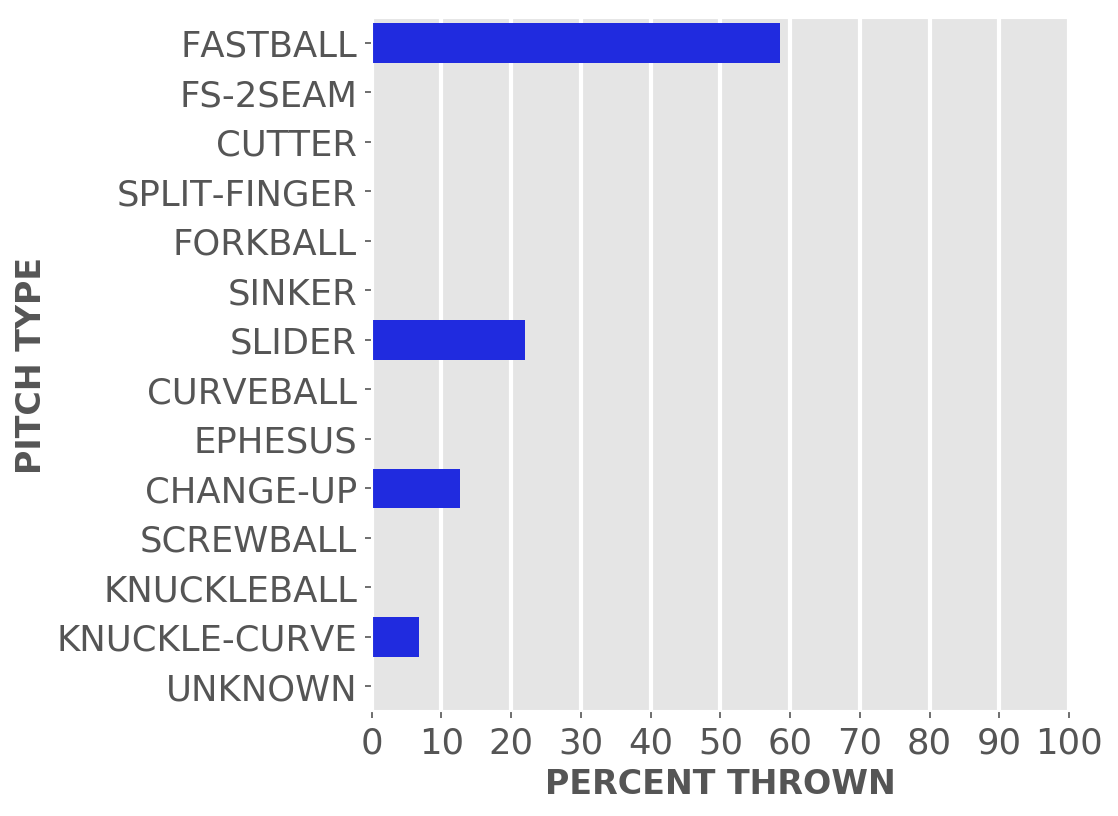 FASTBALL
FS-2SEAM
CUTTER
SPLIT-FINGER
FORKBALL
SINKER
SLIDER
CURVEBALL
EPHESUS
CHANGE-UP
SCREWBALL
KNUCKLEBALL
KNUCKLE-CURVE
UNKNOWN
PITCH TYPE
0 10 20 30 40 50 60 70 80 90 100
PERCENT THROWN